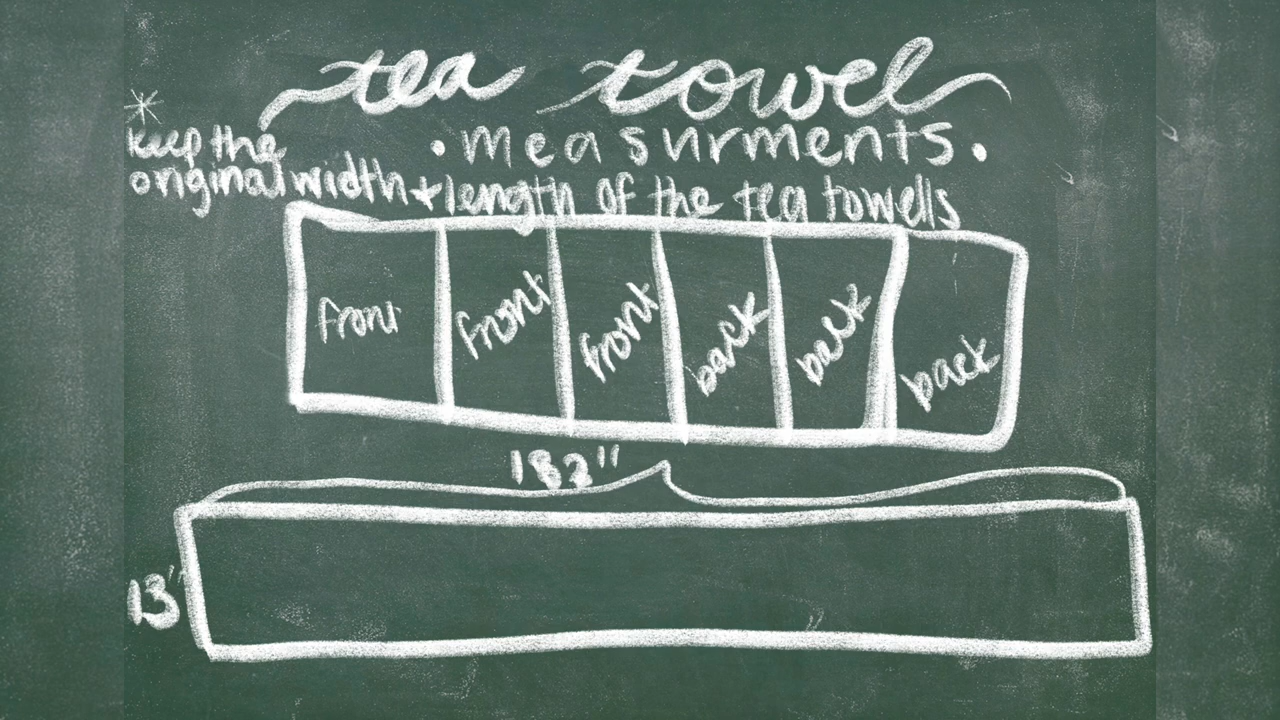 tea towel
• measurments •
* keep the
original width + length of the tea towells
front front front back back back
182"
13"